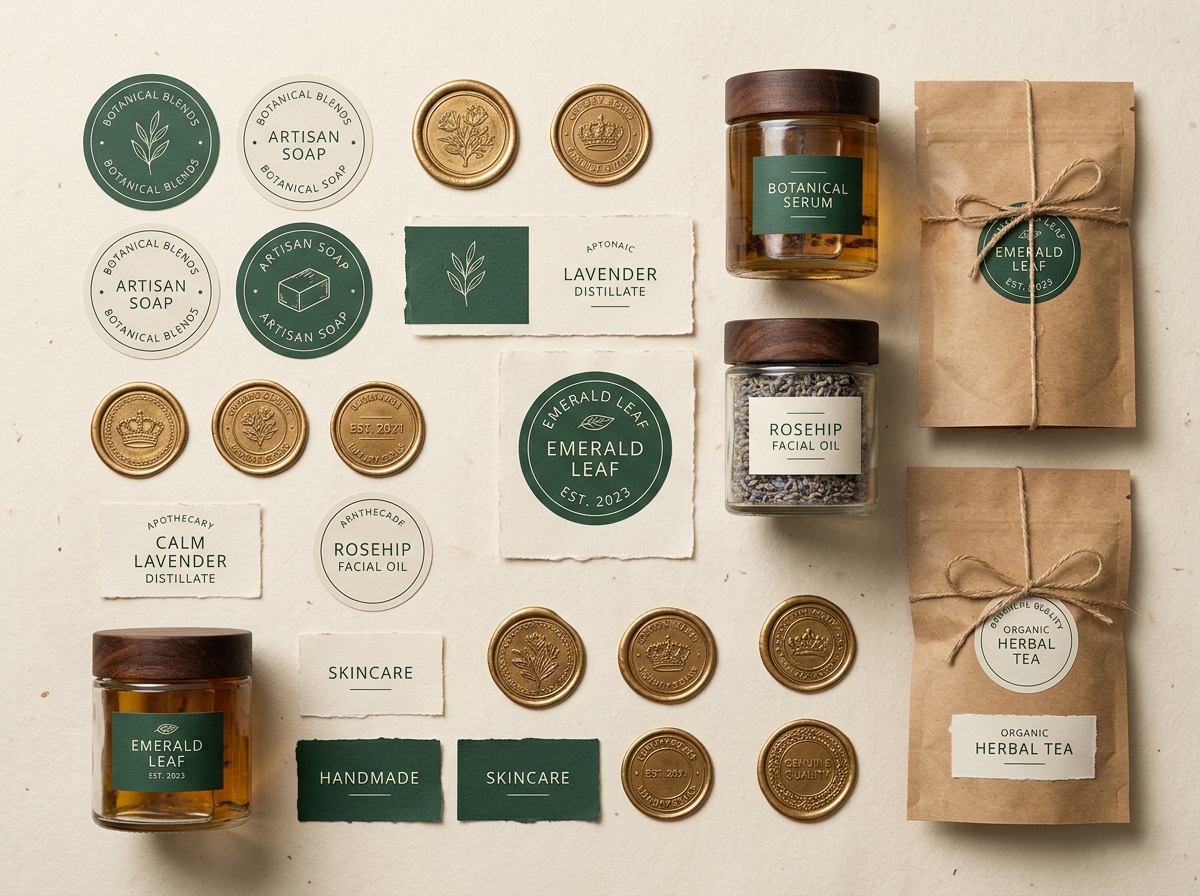 BOTANICAL BLENDS
BOTANICAL BLENDS
BOTANICAL BLENDS
ARTISAN
SOAP
BOTANICAL SOAP
BOTANICAL
SERUM
EMERALD
LEAF
EST. 2023
BOTANICAL BLENDS
ARTISAN
SOAP
BOTANICAL BLENDS
ARTISAN SOAP
ARTISAN SOAP
APTONAIC
LAVENDER
DISTILLATE
EMERALD LEAF
EMERALD
LEAF
EST. 2023
ROSEHIP
FACIAL OIL
EST. 2021
APOTHECARY
CALM
LAVENDER
DISTILLATE
ARNTHECADE
ROSEHIP
FACIAL OIL
ORGANIC
HERBAL
TEA
SKINCARE
EMERALD
LEAF
EST. 2023
HANDMADE
SKINCARE
GENUINE
QUALITY
ORGANIC
HERBAL TEA